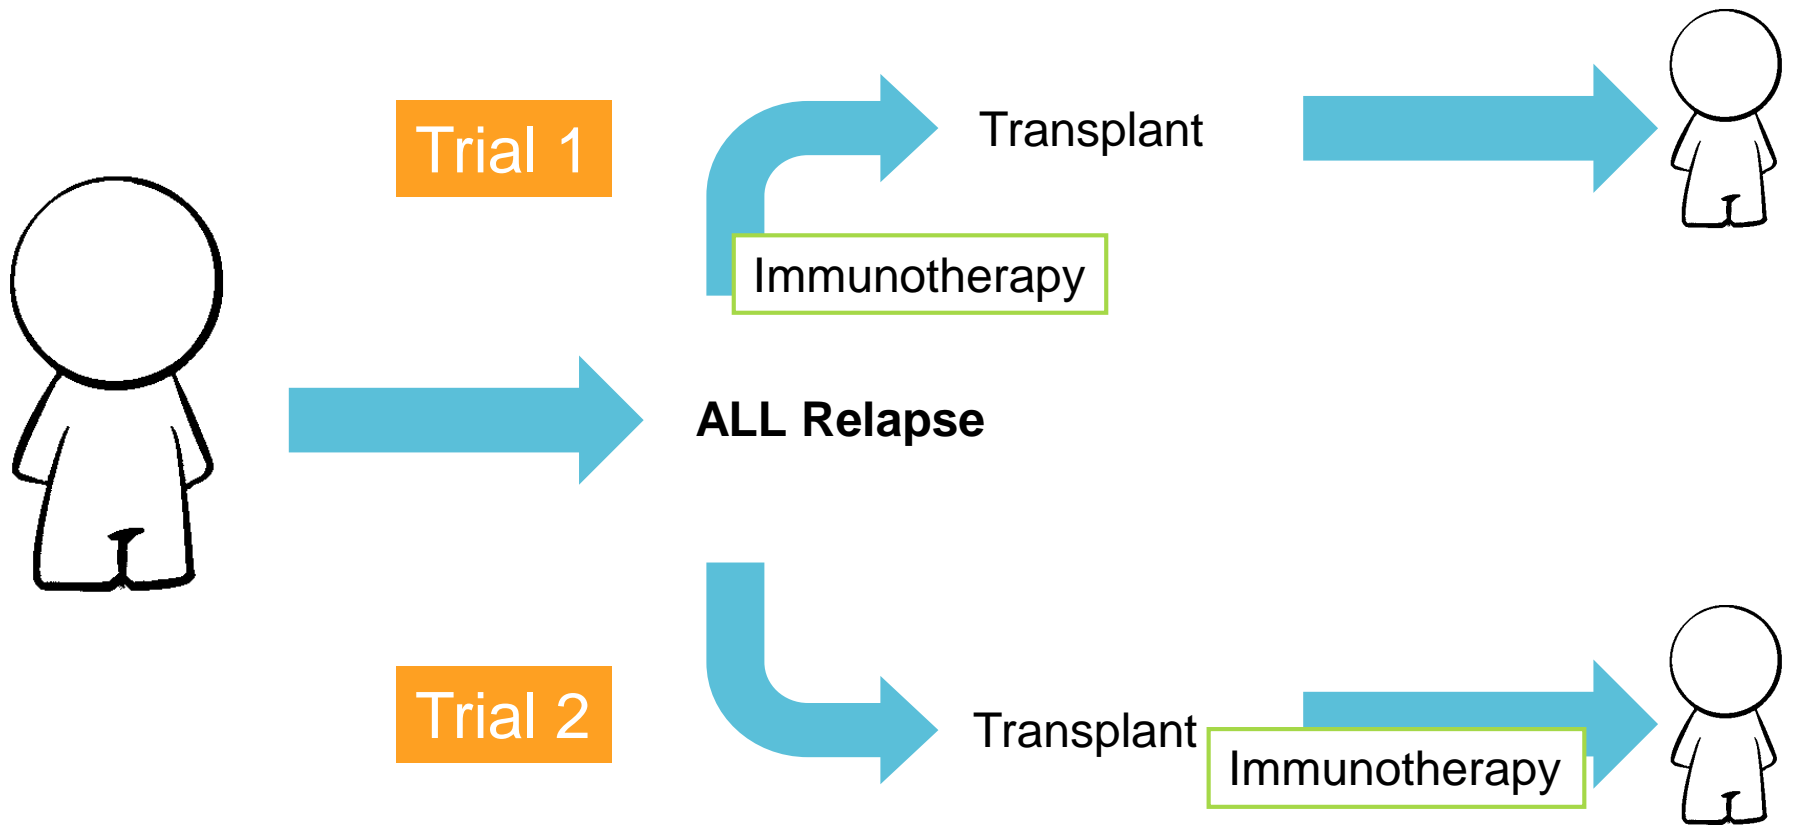 Trial 1
Transplant
Immunotherapy
ALL Relapse
Trial 2
Transplant
Immunotherapy